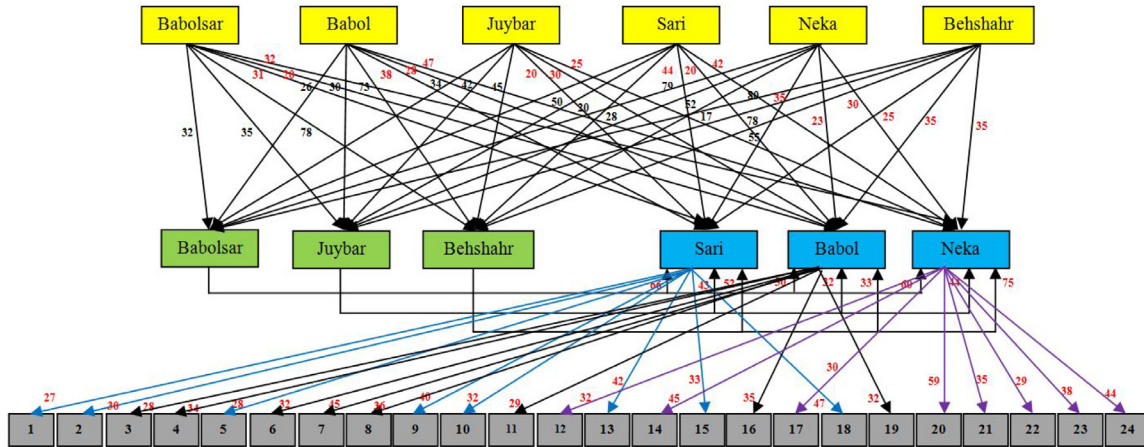 Babolsar Babol Juybar Sari Neka Behshahr
32 47 25
31 38 38 28 20 30 44 20 42
26 30 73 34 42 45 79 35 80 30
50 20 52 17 25
32 35 78 28 78 23 35 35
55
Babolsar Juybar Behshahr Sari Babol Neka
66 43 52 50 32 33 60 44 75
42 33 30
27 30 28 34 28 32 45 36 40 32 29 32 45 35 47 32 59 35 29 38 44
1 2 3 4 5 6 7 8 9 10 11 12 13 14 15 16 17 18 19 20 21 22 23 24